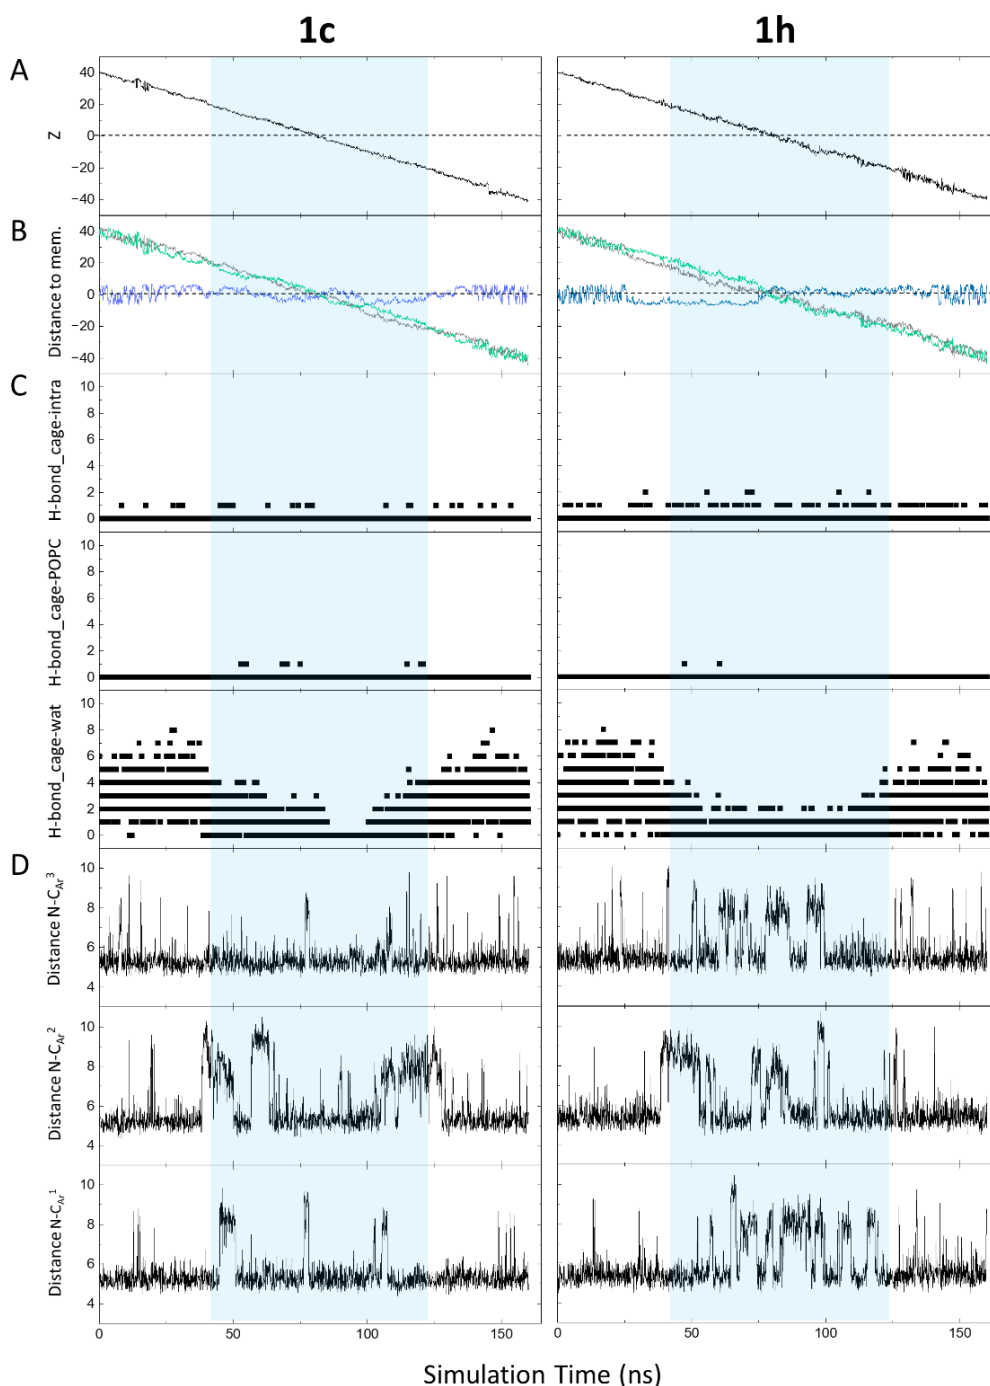 1c 1h
A
Z
40
20
0
−20
−40
B
Distance to mem.
40
20
0
−20
−40
C
H-bond_cage-intra
10
8
6
4
2
0
H-bond_cage-POPC
10
8
6
4
2
0
H-bond_cage-wat
10
8
6
4
2
0
D
Distance N-C_Ar^3
10
8
6
4
Distance N-C_Ar^2
10
8
6
4
Distance N-C_Ar^1
10
8
6
4
0 50 100 150 0 50 100 150
Simulation Time (ns)